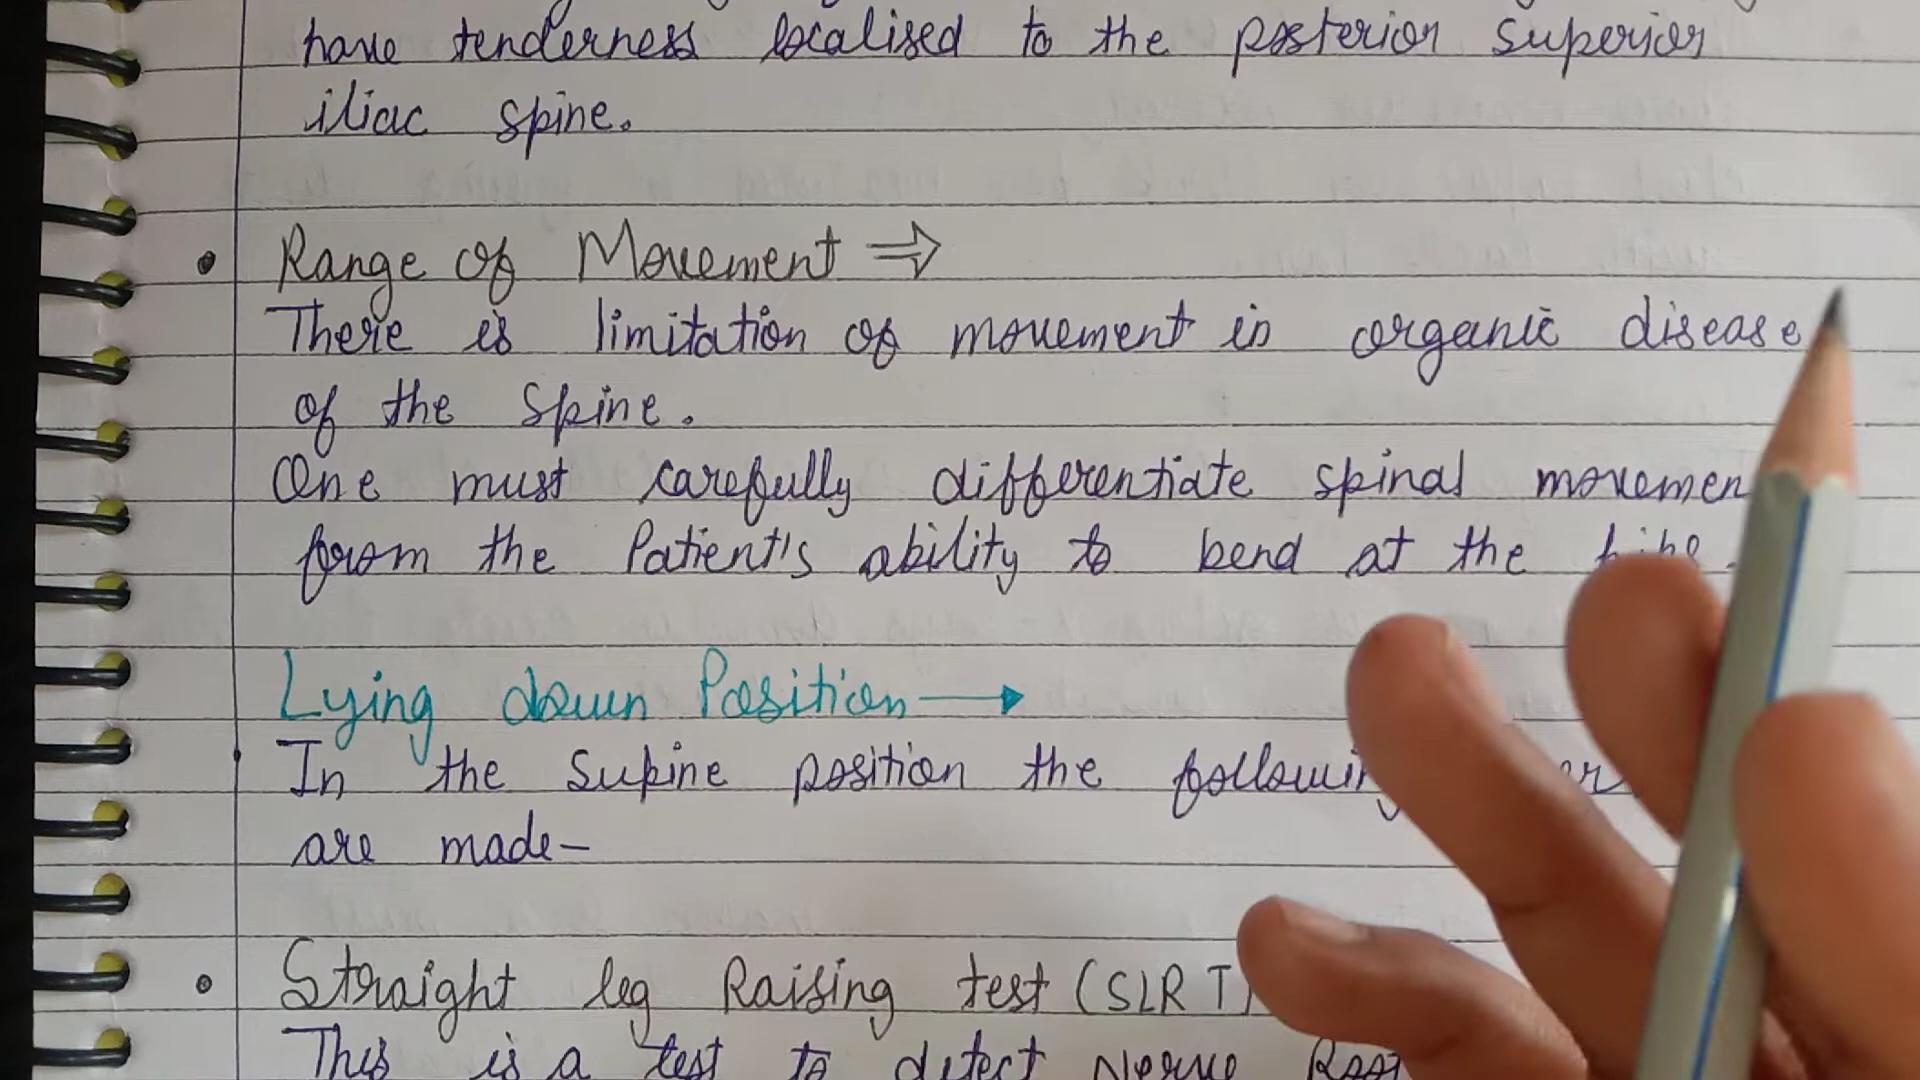 have tenderness localised to the posterior superior
iliac spine.
• Range of Movement ⇒
There is limitation of movement in organic disease
of the spine.
One must carefully differentiate spinal movemen
from the Patient's ability to bend at the
Lying down Position →
In the Supine position the
are made-
• Straight leg Raising test (SLRT)
This is a test to detect Nerve Root